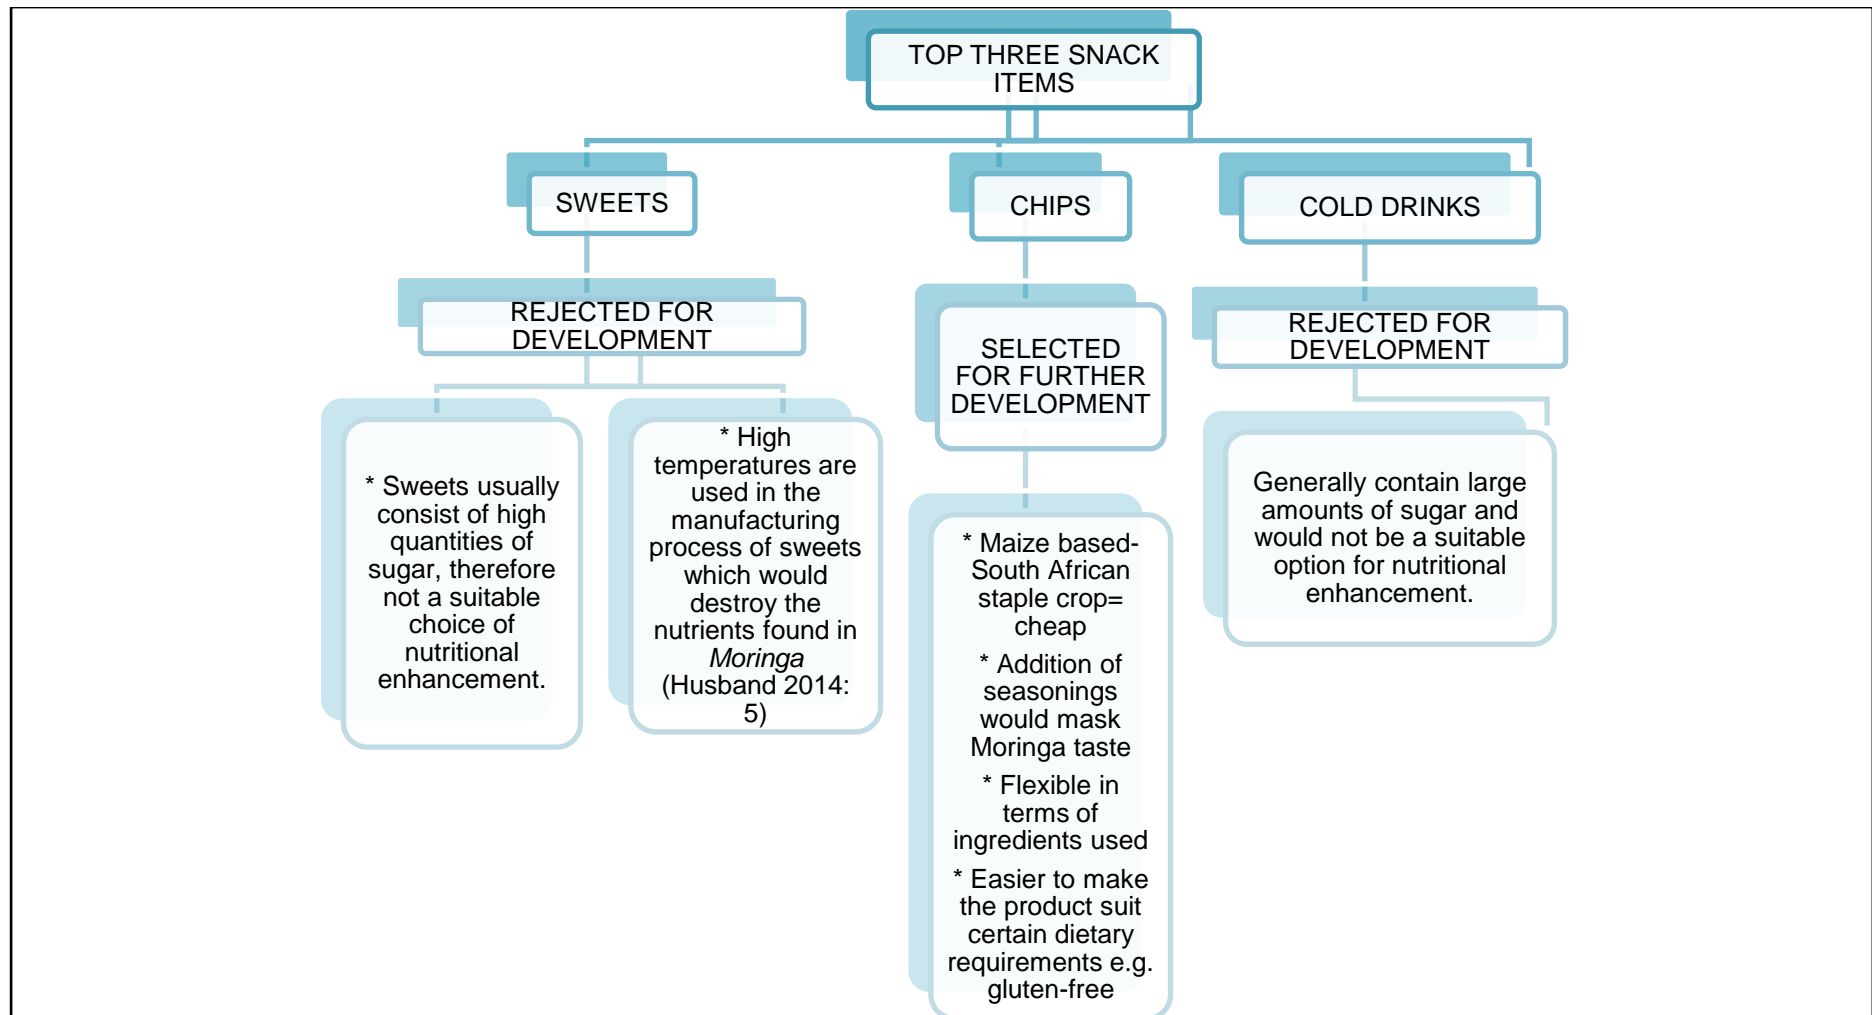 TOP THREE SNACK
ITEMS
SWEETS
CHIPS
COLD DRINKS
REJECTED FOR
DEVELOPMENT
SELECTED
FOR FURTHER
DEVELOPMENT
REJECTED FOR
DEVELOPMENT
* Sweets usually
consist of high
quantities of
sugar, therefore
not a suitable
choice of
nutritional
enhancement.
* High
temperatures are
used in the
manufacturing
process of sweets
which would
destroy the
nutrients found in
Moringa
(Husband 2014:
5)
* Maize based-
South African
staple crop=
cheap
* Addition of
seasonings
would mask
Moringa taste
* Flexible in
terms of
ingredients used
* Easier to make
the product suit
certain dietary
requirements e.g.
gluten-free
Generally contain large
amounts of sugar and
would not be a suitable
option for nutritional
enhancement.